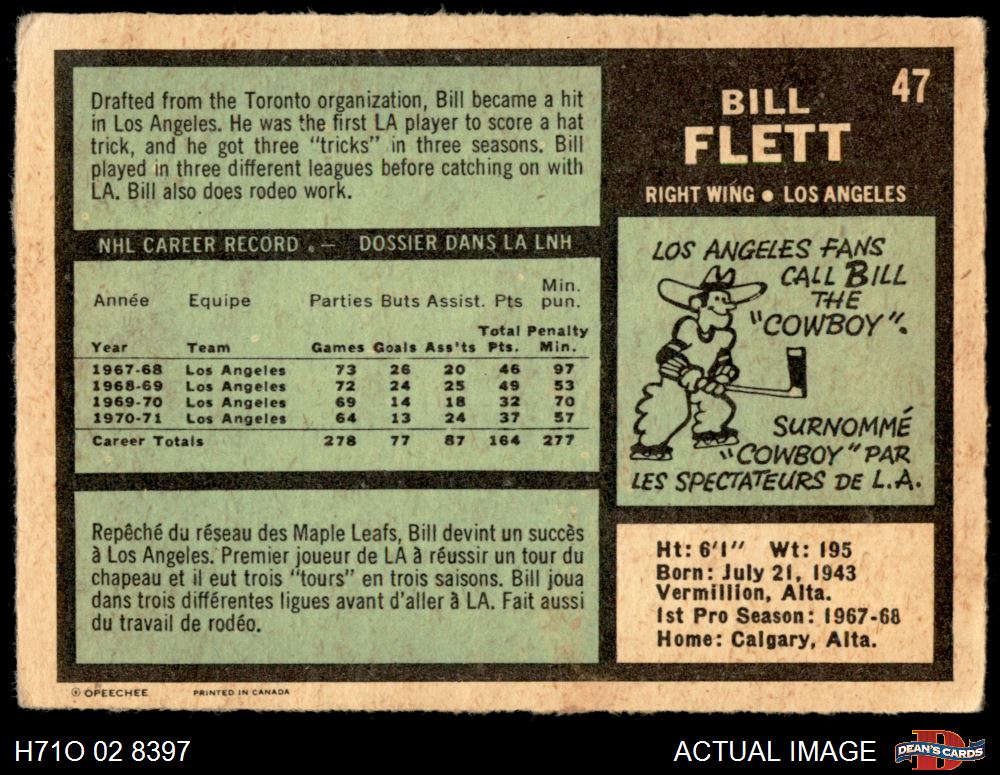 Drafted from the Toronto organization, Bill became a hit
in Los Angeles. He was the first LA player to score a hat
trick, and he got three "tricks" in three seasons. Bill
played in three different leagues before catching on with
LA. Bill also does rodeo work.
NHL CAREER RECORD . — DOSSIER DANS LA LNH
Année Equipe Parties Buts Assist. Pts Min. pun.
Year Team Games Goals Ass'ts Total Pts. Penalty Min.
1967-68 Los Angeles 73 26 20 46 97
1968-69 Los Angeles 72 24 25 49 53
1969-70 Los Angeles 69 14 18 32 70
1970-71 Los Angeles 64 13 24 37 57
Career Totals 278 77 87 164 277
Repêché du réseau des Maple Leafs, Bill devint un succès
à Los Angeles. Premier joueur de LA à réussir un tour du
chapeau et il eut trois "tours" en trois saisons. Bill joua
dans trois différentes ligues avant d'aller à LA. Fait aussi
du travail de rodéo.
47
BILL
FLETT
RIGHT WING ● LOS ANGELES
LOS ANGELES FANS
CALL BILL
THE
"COWBOY".
SURNOMMÉ
"COWBOY" PAR
LES SPECTATEURS DE L.A.
Ht: 6'1" Wt: 195
Born: July 21, 1943
Vermillion, Alta.
1st Pro Season: 1967-68
Home: Calgary, Alta.
© OPEECHEE PRINTED IN CANADA
H71O 02 8397
ACTUAL IMAGE
D
DEAN'S CARDS